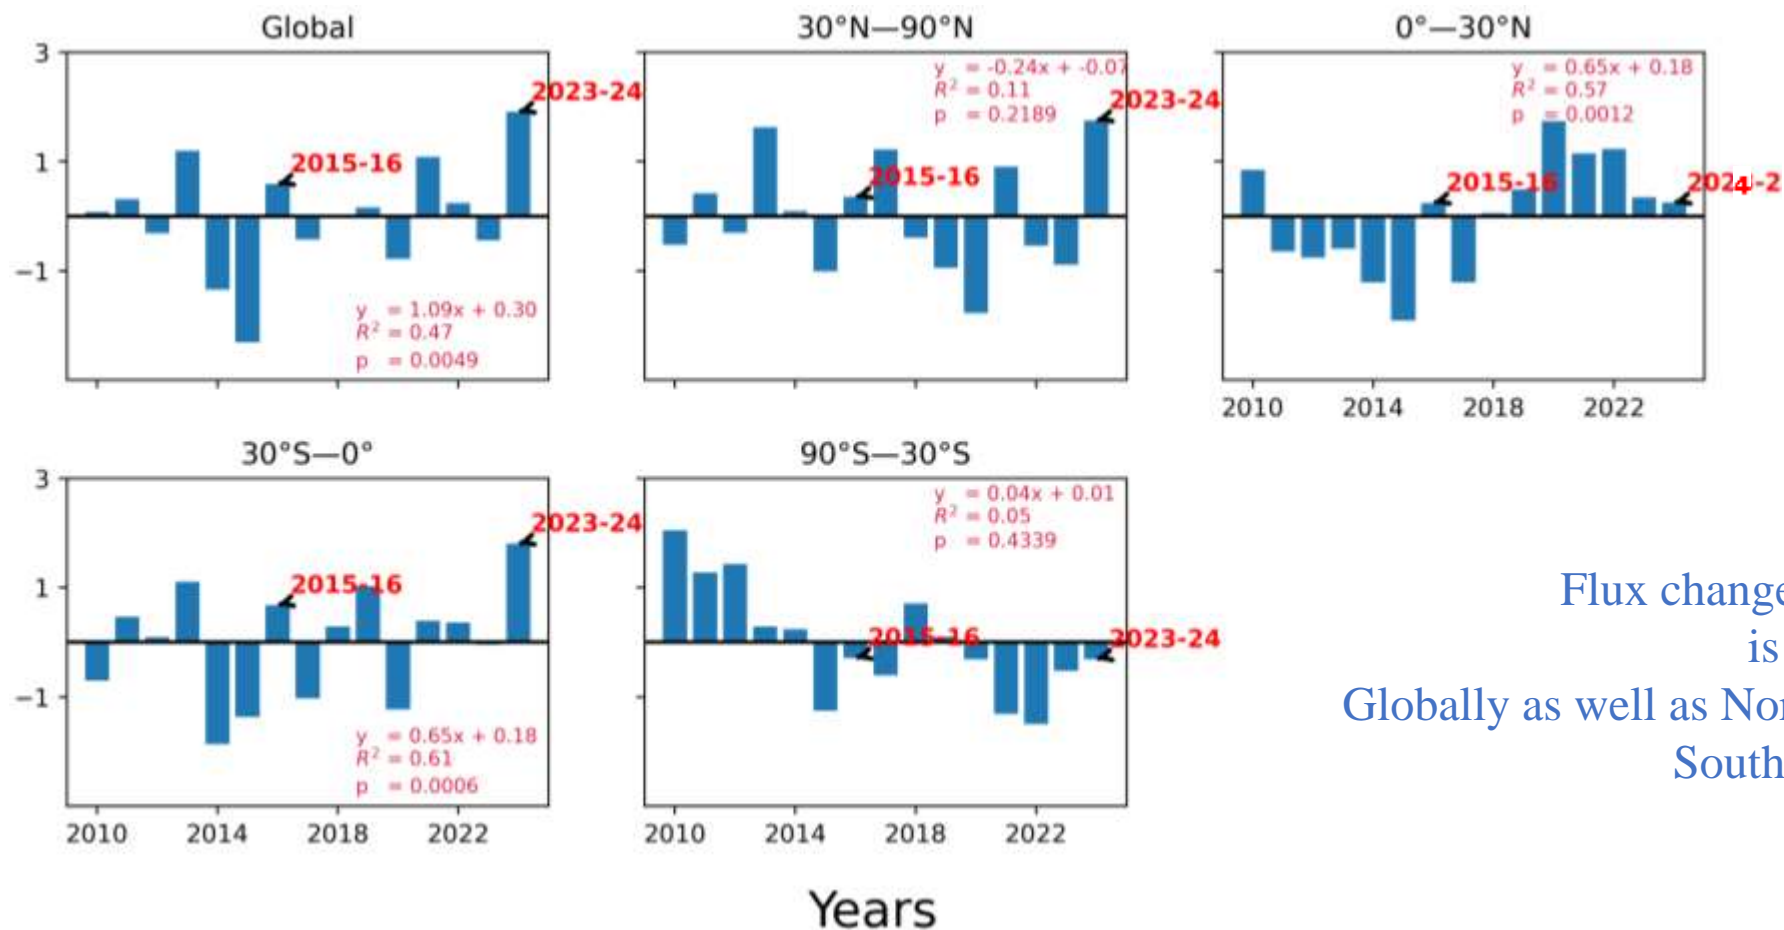 Global
3
1
−1
2023-24
2015-16
y = 1.09x + 0.30
R² = 0.47
p = 0.0049
30°N—90°N
y = -0.24x + -0.07
R² = 0.11
p = 0.2189
2023-24
2015-16
0°—30°N
y = 0.65x + 0.18
R² = 0.57
p = 0.0012
2015-16
2010 2014 2018 2022
30°S—0°
3
1
−1
2023-24
2015-16
y = 0.65x + 0.18
R² = 0.61
p = 0.0006
2010 2014 2018 2022
90°S—30°S
y = 0.04x + 0.01
R² = 0.05
p = 0.4339
2015-16
2023-24
2010 2014 2018 2022
Years
Flux change
is
Globally as well as Nor
South